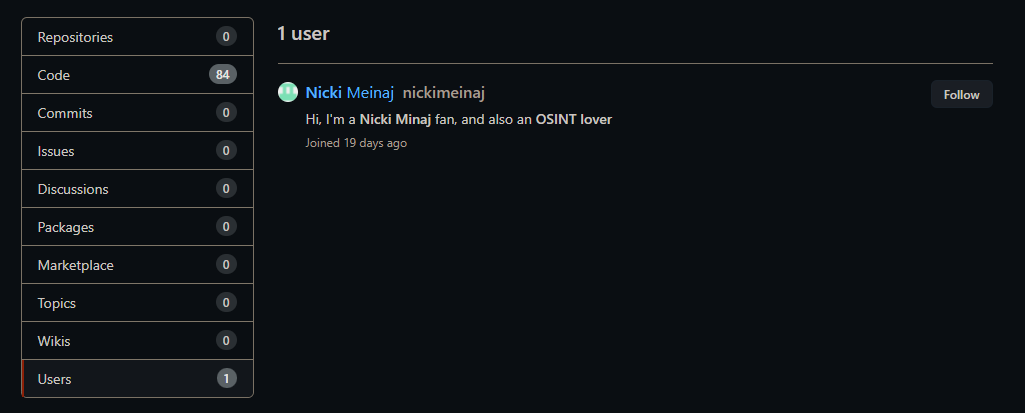 Repositories 0
Code 84
Commits 0
Issues 0
Discussions 0
Packages 0
Marketplace 0
Topics 0
Wikis 0
Users 1
1 user
Nicki Meinaj nickimeinaj
Follow
Hi, I'm a Nicki Minaj fan, and also an OSINT lover
Joined 19 days ago